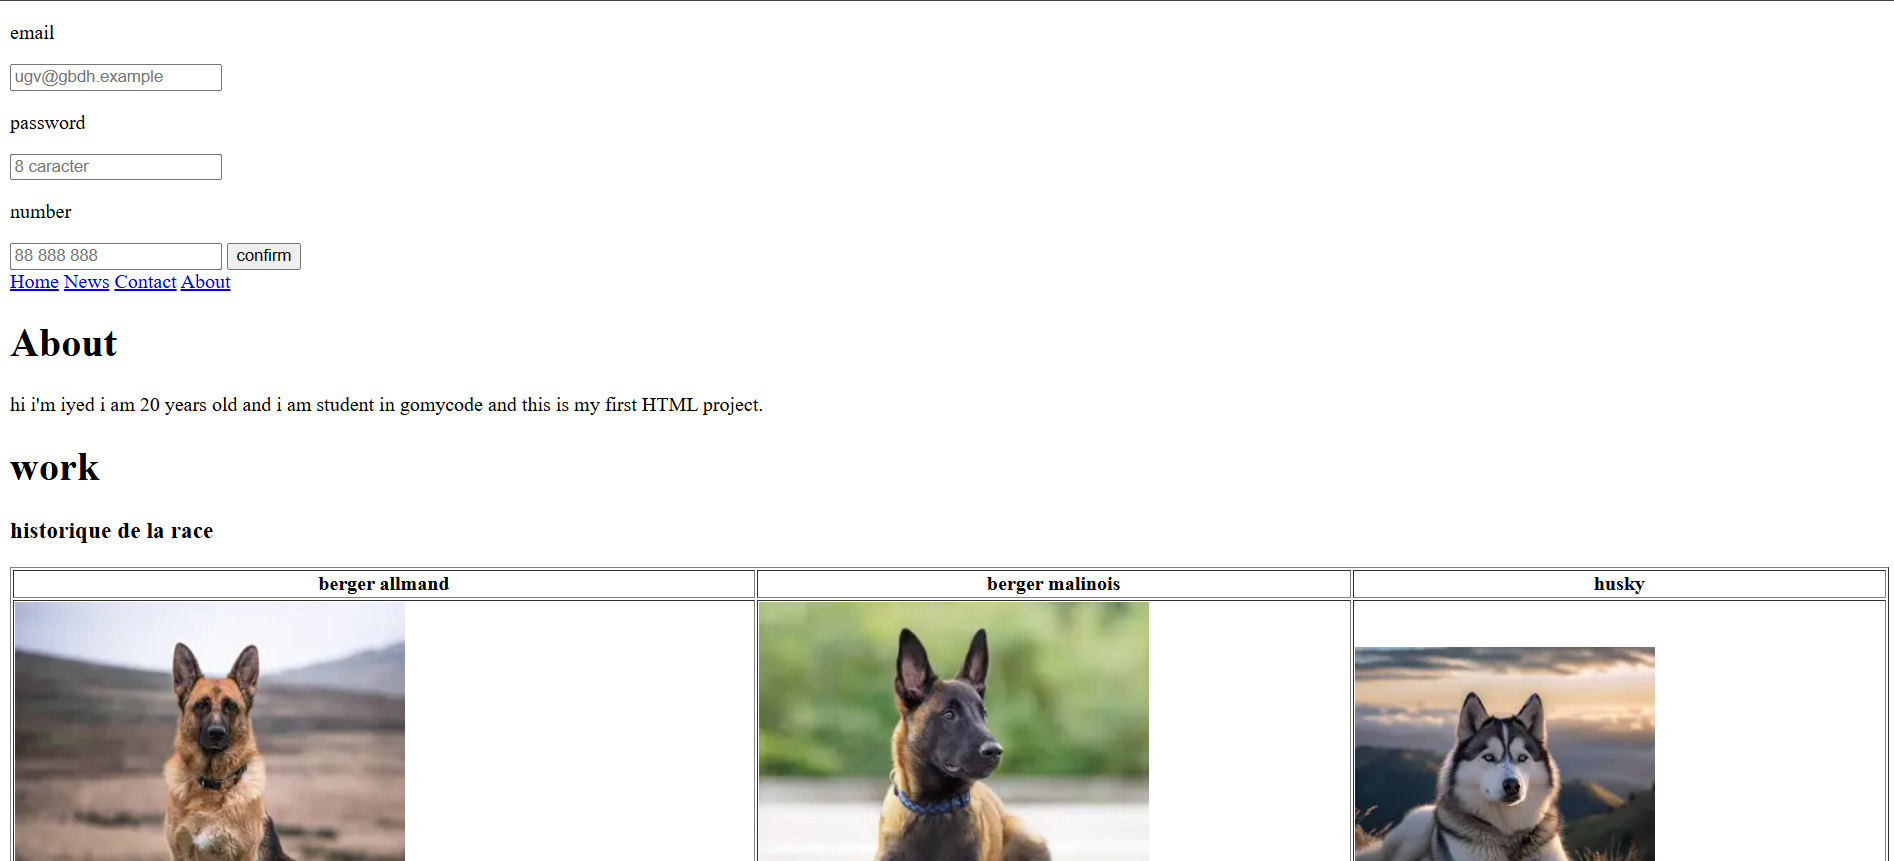 email
ugv@gbdh.example
password
8 caracter
number
88 888 888 confirm
Home News Contact About
About
hi i'm iyed i am 20 years old and i am student in gomycode and this is my first HTML project.
work
historique de la race
berger allmand berger malinois husky